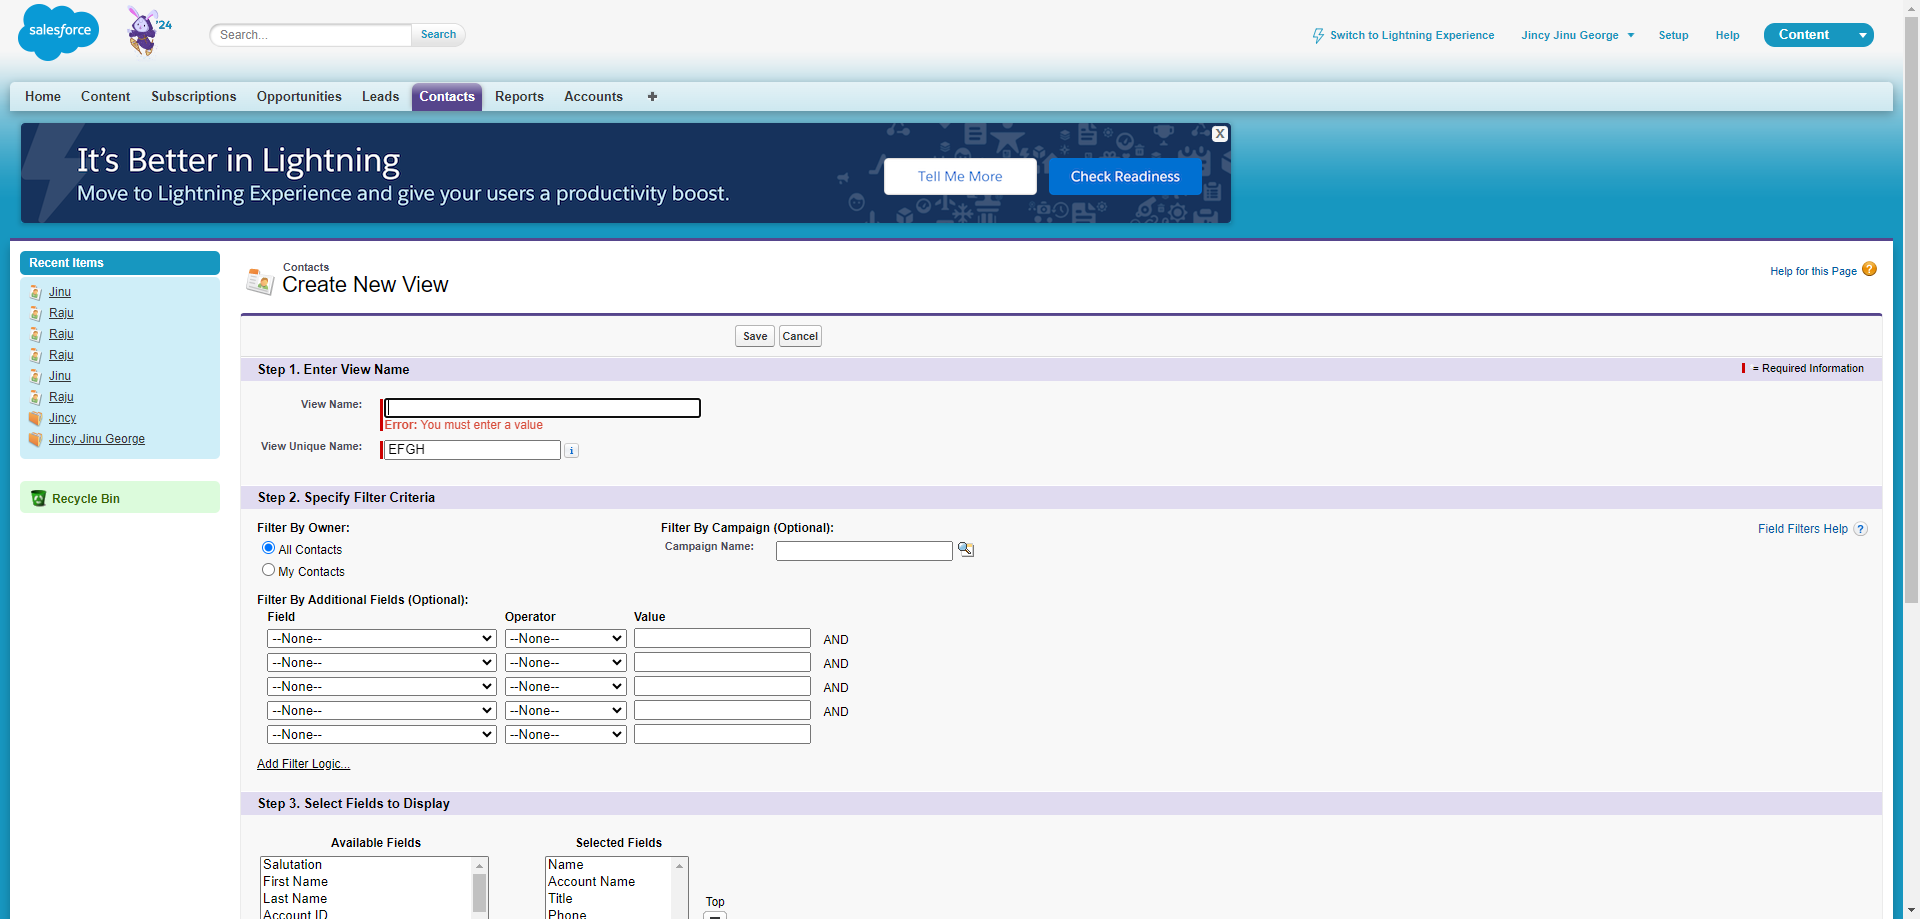 salesforce
'24
Search...
Search
Switch to Lightning Experience
Jincy Jinu George
Setup
Help
Content
Home
Content
Subscriptions
Opportunities
Leads
Contacts
Reports
Accounts
+
It's Better in Lightning
Move to Lightning Experience and give your users a productivity boost.
Tell Me More
Check Readiness
X
Recent Items
Jinu
Raju
Raju
Raju
Jinu
Raju
Jincy
Jincy Jinu George
Recycle Bin
Contacts
Create New View
Help for this Page ?
Save
Cancel
Step 1. Enter View Name
= Required Information
View Name:
Error: You must enter a value
View Unique Name:
EFGH
i
Step 2. Specify Filter Criteria
Filter By Owner:
All Contacts
My Contacts
Filter By Campaign (Optional):
Campaign Name:
Field Filters Help ?
Filter By Additional Fields (Optional):
Field Operator Value
--None-- --None-- AND
--None-- --None-- AND
--None-- --None-- AND
--None-- --None-- AND
--None-- --None--
Add Filter Logic...
Step 3. Select Fields to Display
Available Fields
Salutation
First Name
Last Name
Account ID
Selected Fields
Name
Account Name
Title
Phone
Top